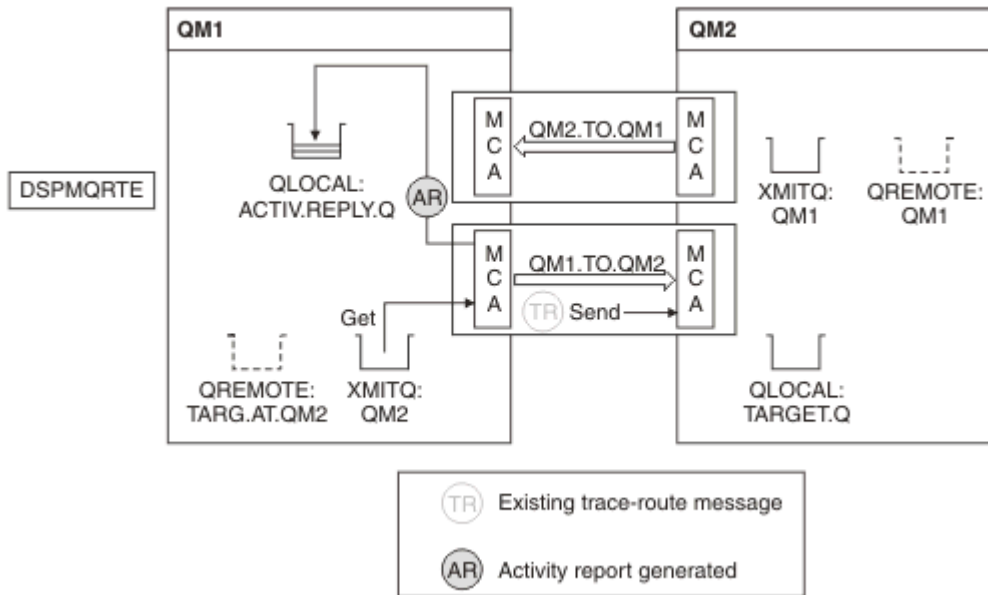 QM1
QM2
DSPMQRTE
QLOCAL:
ACTIV.REPLY.Q
AR
M
C
A
QM2.TO.QM1
M
C
A
XMITQ:
QM1
QREMOTE:
QM1
M
C
A
QM1.TO.QM2
TR
Send
M
C
A
Get
QREMOTE:
TARG.AT.QM2
XMITQ:
QM2
QLOCAL:
TARGET.Q
TR Existing trace-route message
AR Activity report generated